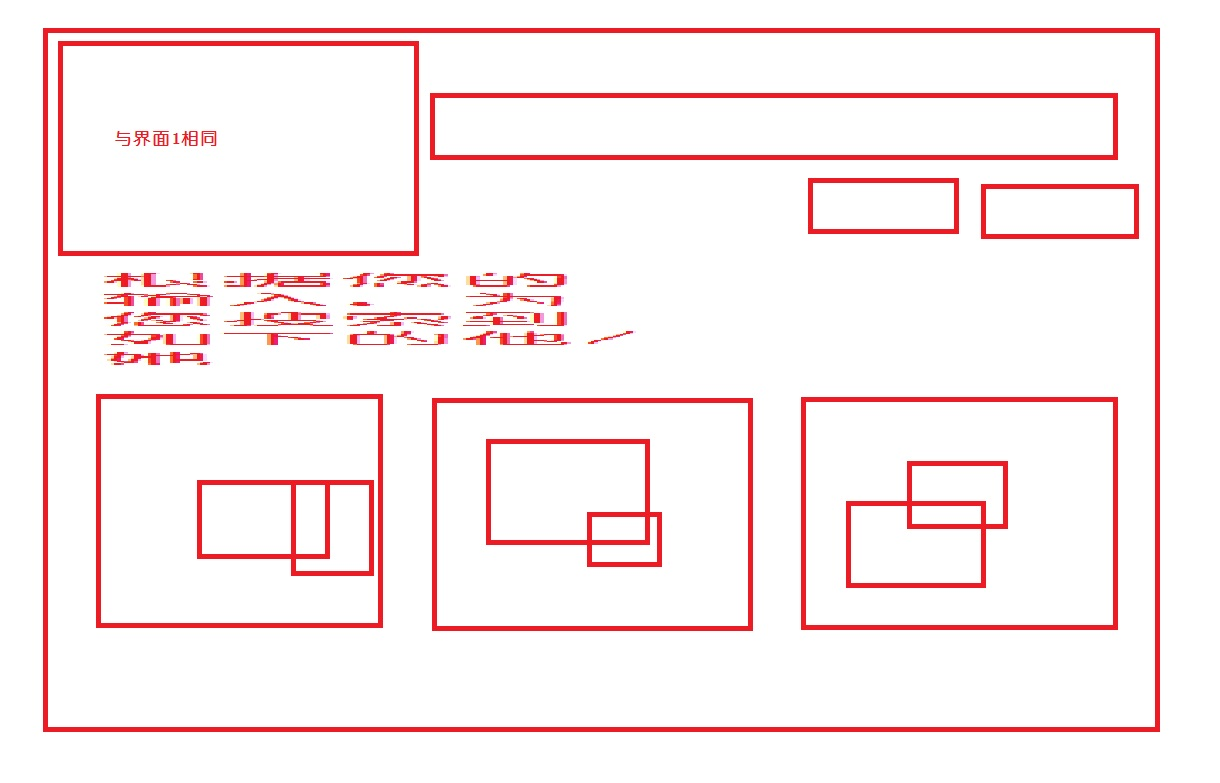 与界面1相同
根据您的
输入，为
您搜索到
如下的他/
她